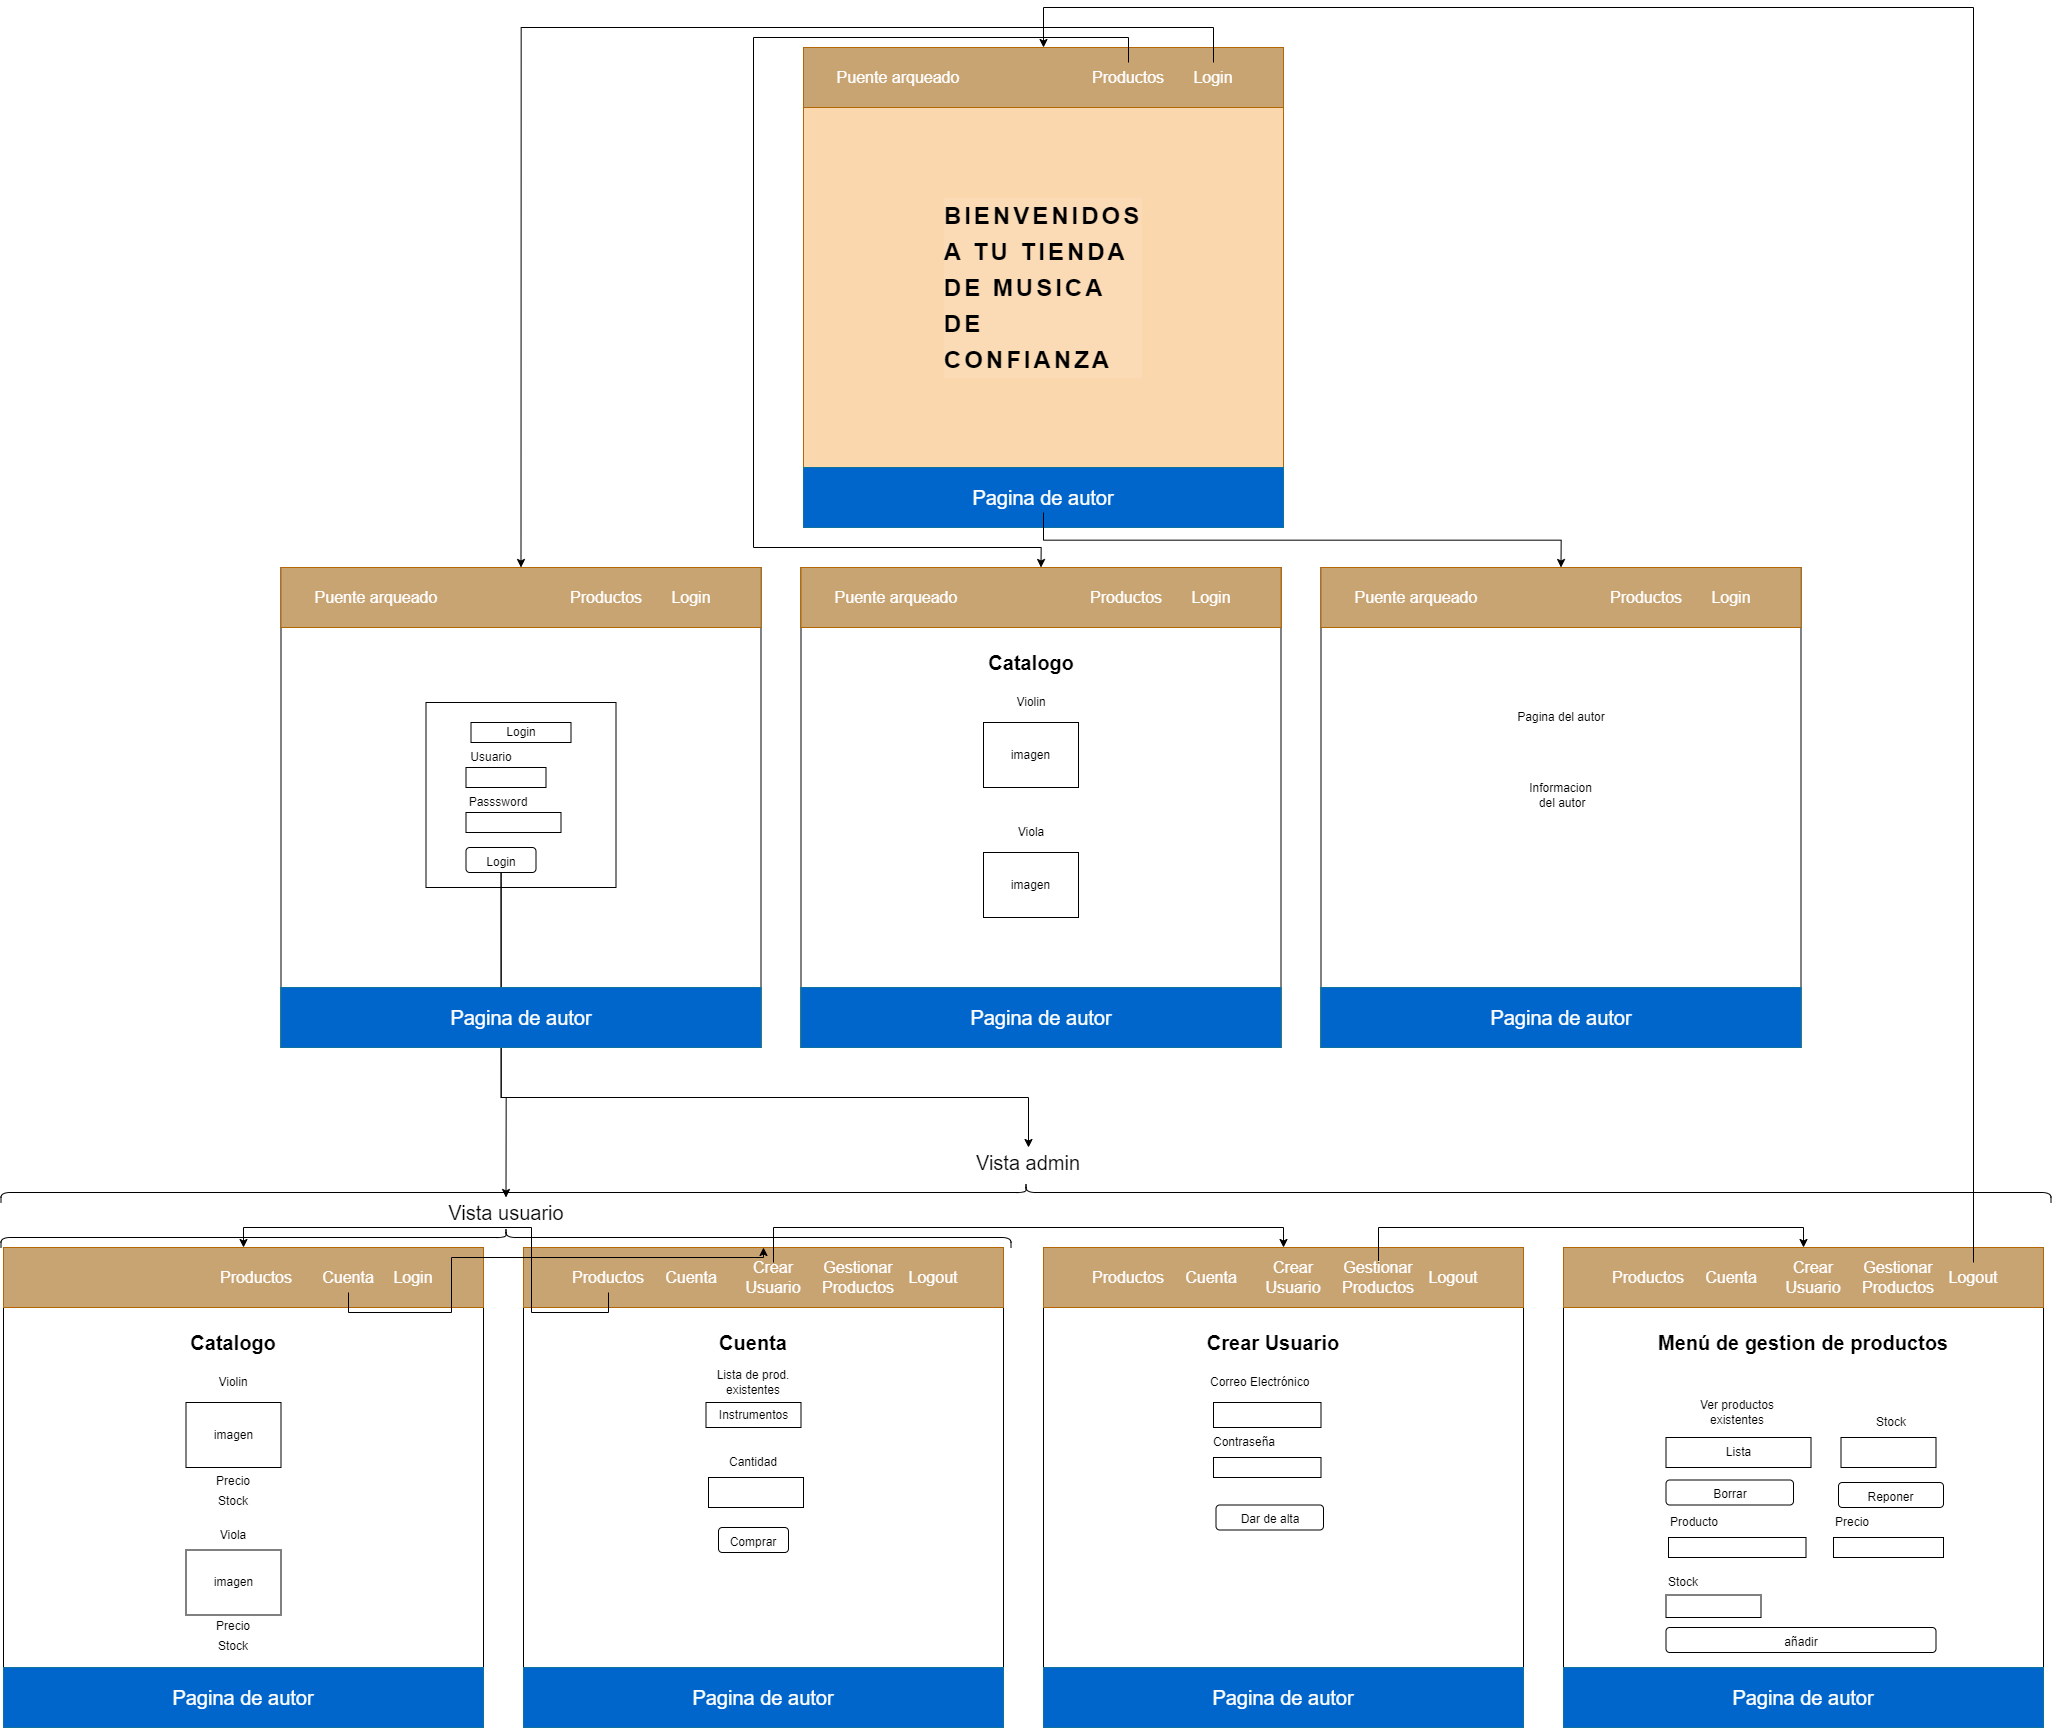 Puente arqueado
Productos
Login
BIENVENIDOS
A TU TIENDA
DE MUSICA
DE
CONFIANZA
Pagina de autor
Puente arqueado
Productos
Login
Login
Usuario
Passsword
Login
Pagina de autor
Puente arqueado
Productos
Login
Catalogo
Violin
imagen
Viola
imagen
Pagina de autor
Puente arqueado
Productos
Login
Pagina del autor
Informacion
del autor
Pagina de autor
Vista admin
Vista usuario
Productos
Cuenta
Login
Catalogo
Violin
imagen
Precio
Stock
Viola
imagen
Precio
Stock
Pagina de autor
Productos
Cuenta
Crear
Usuario
Gestionar
Productos
Logout
Cuenta
Lista de prod.
existentes
Instrumentos
Cantidad
Comprar
Pagina de autor
Productos
Cuenta
Crear
Usuario
Gestionar
Productos
Logout
Crear Usuario
Correo Electrónico
Contraseña
Dar de alta
Pagina de autor
Productos
Cuenta
Crear
Usuario
Gestionar
Productos
Logout
Menú de gestion de productos
Ver productos
existentes
Lista
Borrar
Stock
Reponer
Producto
Precio
Stock
añadir
Pagina de autor